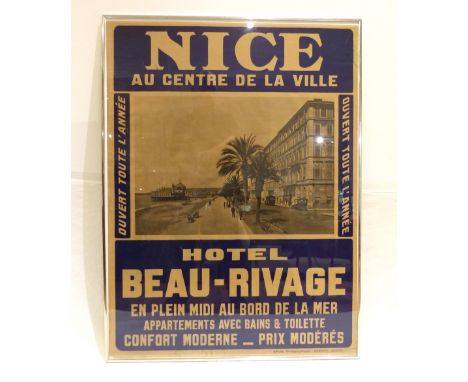 NICE
AU CENTRE DE LA VILLE
OUVERT TOUTE L'ANNÉE
OUVERT TOUTE L'ANNÉE
HOTEL
BEAU-RIVAGE
EN PLEIN MIDI AU BORD DE LA MER
APPARTEMENTS AVEC BAINS & TOILETTE
CONFORT MODERNE _ PRIX MODÉRÉS